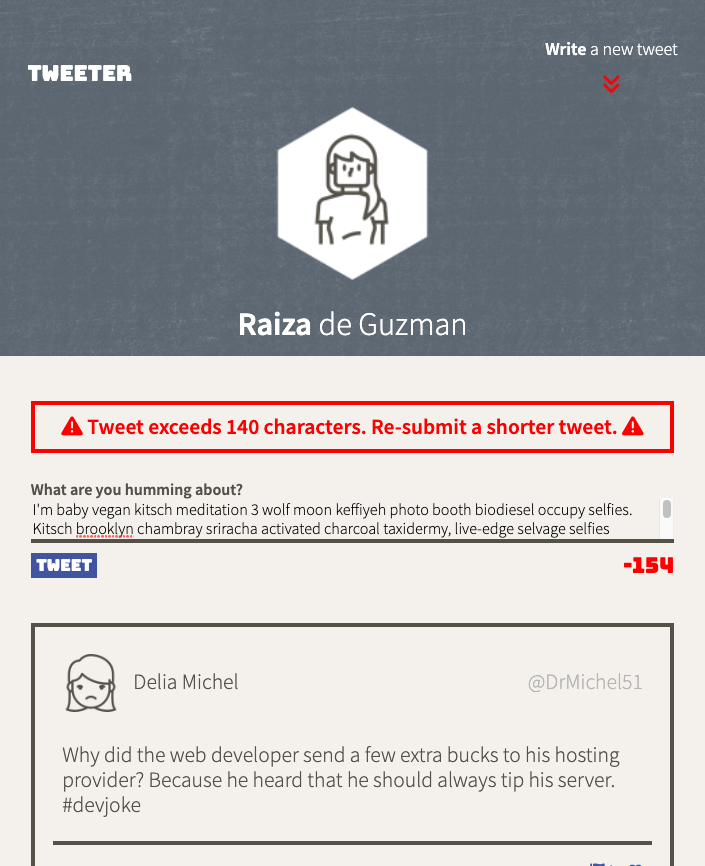 Write a new tweet
TWEETER
Raiza de Guzman
Tweet exceeds 140 characters. Re-submit a shorter tweet.
What are you humming about?
I'm baby vegan kitsch meditation 3 wolf moon keffiyeh photo booth biodiesel occupy selfies.
Kitsch brooklyn chambray sriracha activated charcoal taxidermy, live-edge selvage selfies
TWEET
-154
Delia Michel
@DrMichel51
Why did the web developer send a few extra bucks to his hosting
provider? Because he heard that he should always tip his server.
#devjoke